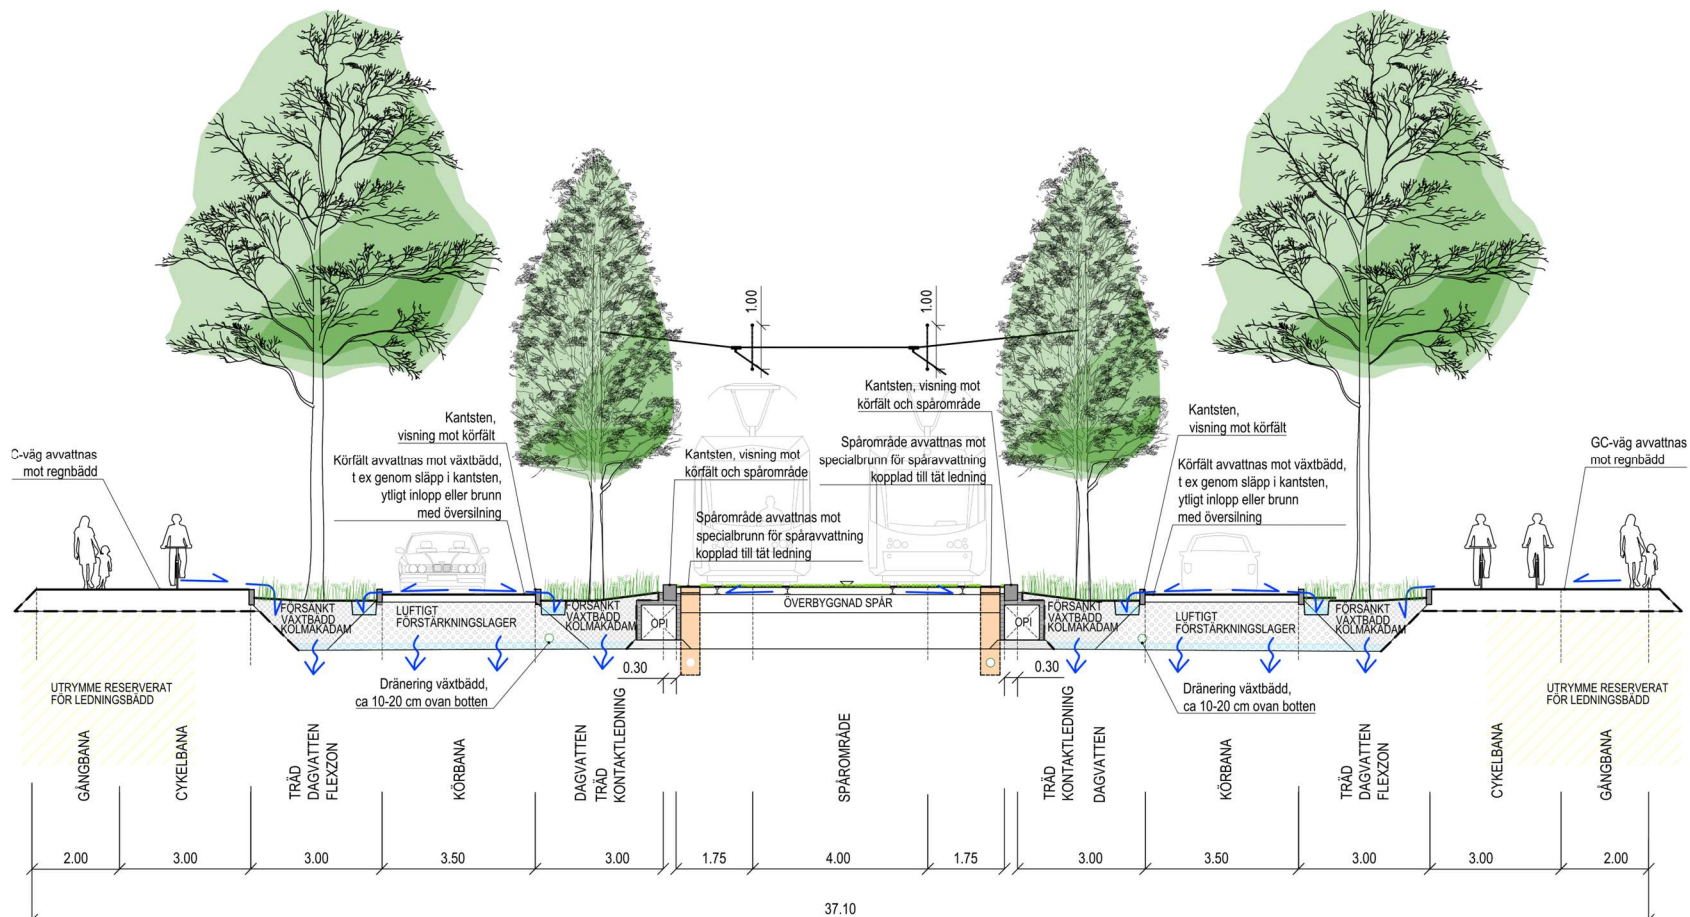 1.00
1.00
Kantsten, visning mot
körfält och spårområde
Kantsten,
visning mot körfält
Kantsten,
visning mot körfält
C-väg avvattnas
mot regnbädd
Körfält avvattnas mot växtbädd,
t ex genom släpp i kantsten,
ytligt inlopp eller brunn
med översilning
Kantsten, visning mot
körfält och spårområde
Spårområde avvattnas mot
specialbrunn för spåravvattning
kopplad till tät ledning
Körfält avvattnas mot växtbädd,
t ex genom släpp i kantsten,
ytligt inlopp eller brunn
med översilning
GC-väg avvattnas
mot regnbädd
Spårområde avvattnas mot
specialbrunn för spåravvattning
kopplad till tät ledning
FÖRSÄNKT
VÄXTBÄDD
KOLMAKADAM
LUFTIGT
FÖRSTÄRKNINGSLAGER
FÖRSÄNKT
VÄXTBÄDD
KOLMAKADAM
OPI
ÖVERBYGGNAD SPÅR
OPI
FÖRSÄNKT
VÄXTBÄDD
KOLMAKADAM
LUFTIGT
FÖRSTÄRKNINGSLAGER
FÖRSÄNKT
VÄXTBÄDD
KOLMAKADAM
0.30
0.30
UTRYMME RESERVERAT
FÖR LEDNINGSBÄDD
Dränering växtbädd,
ca 10-20 cm ovan botten
Dränering växtbädd,
ca 10-20 cm ovan botten
UTRYMME RESERVERAT
FÖR LEDNINGSBÄDD
GÅNGBANA
CYKELBANA
TRÄD
DAGVATTEN
FLEXZON
KÖRBANA
DAGVATTEN
TRÄD
KONTAKTLEDNING
SPÅROMRÅDE
TRÄD
KONTAKTLEDNING
DAGVATTEN
KÖRBANA
TRÄD
DAGVATTEN
FLEXZON
CYKELBANA
GÅNGBANA
2.00
3.00
3.00
3.50
3.00
1.75
4.00
1.75
3.00
3.50
3.00
3.00
2.00
37.10